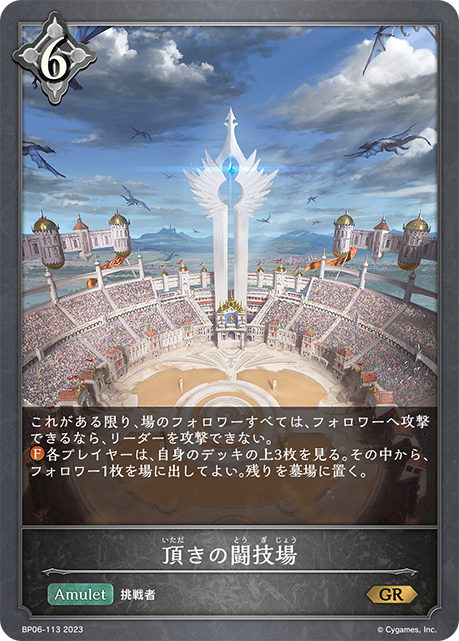 6
これがある限り、場のフォロワーすべては、フォロワーへ攻撃
できるなら、リーダーを攻撃できない。
F各プレイヤーは、自身のデッキの上3枚を見る。その中から、
フォロワー1枚を場に出してよい。残りを墓場に置く。
いただ とう ぎ じょう
頂きの闘技場
Amulet 挑戦者 GR
BP06-113 2023 © Cygames, Inc.